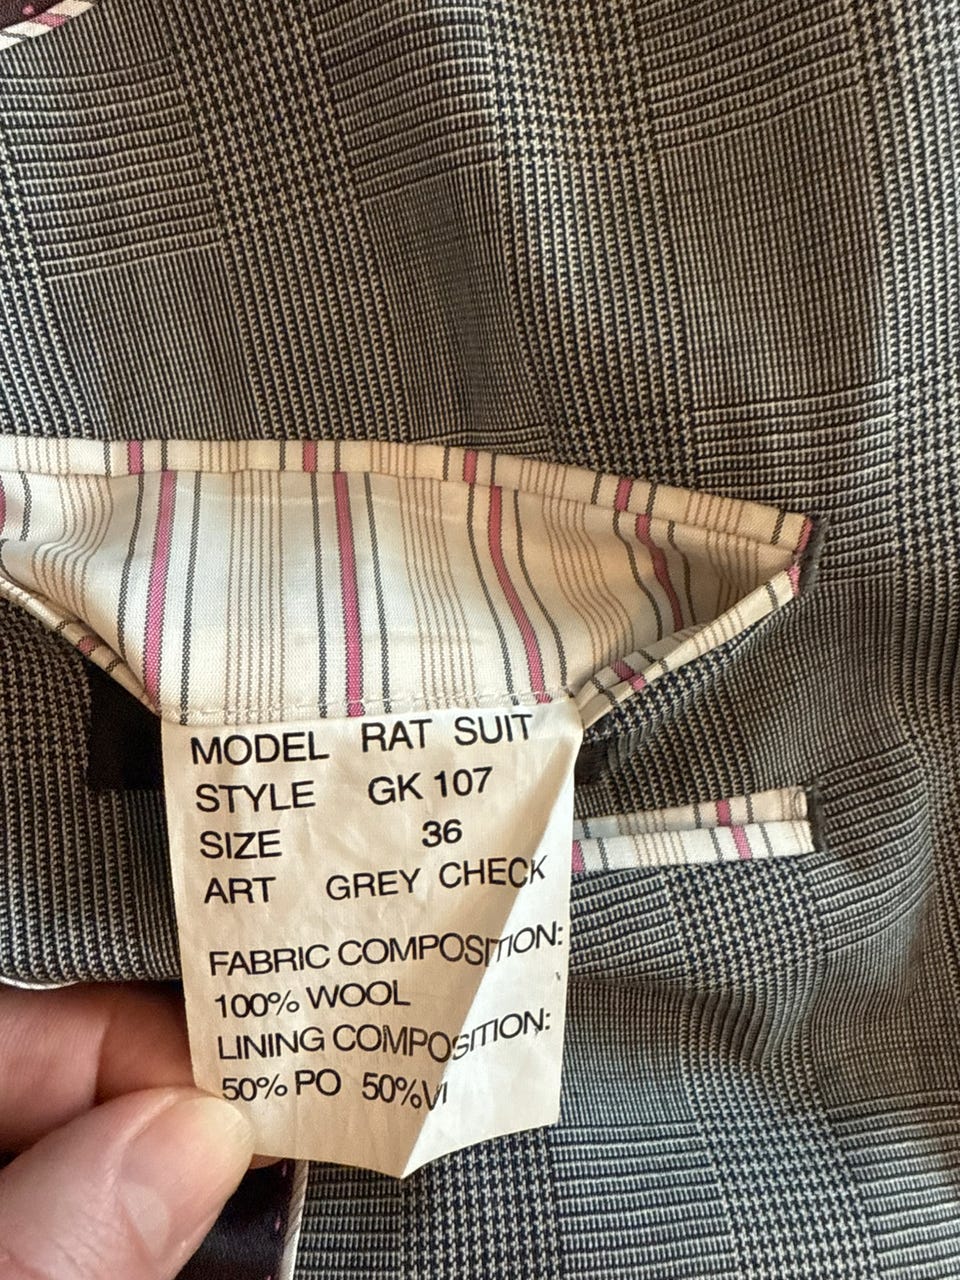 MODEL RAT SUIT
STYLE GK 107
SIZE 36
ART GREY CHECK
FABRIC COMPOSITION:
100% WOOL
LINING COMPOSITION:
50% PO 50%VI